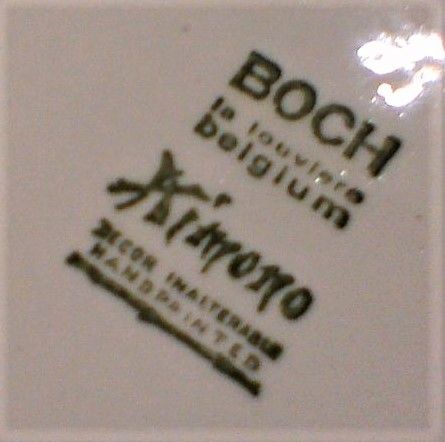 BOCH
la louviere
belgium
Kimono
DECOR INALTERABLE
HANDPAINTED